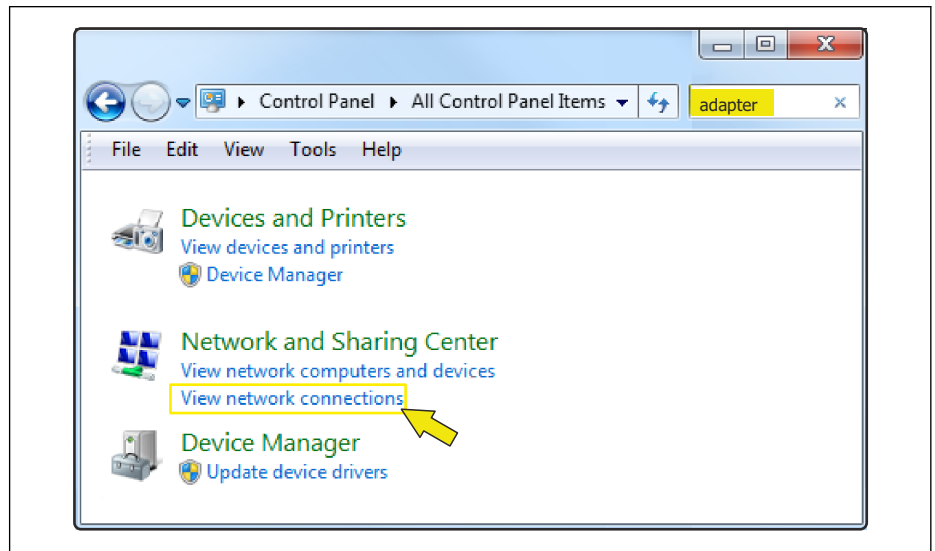 Control Panel All Control Panel Items adapter
File Edit View Tools Help
Devices and Printers
View devices and printers
Device Manager
Network and Sharing Center
View network computers and devices
View network connections
Device Manager
Update device drivers